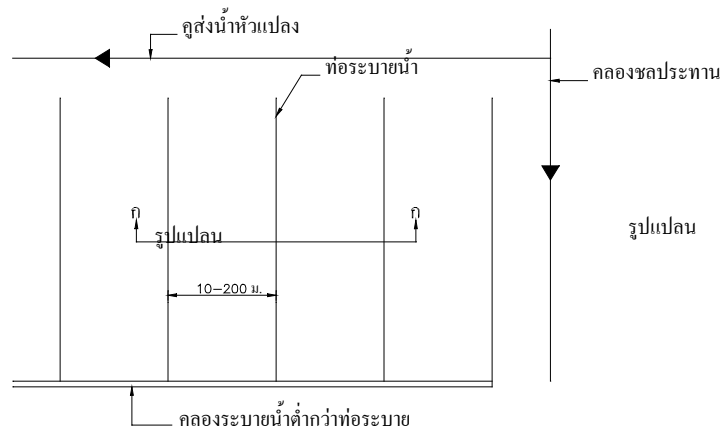 คูส่งน้ำหัวแปลง
ท่อระบายน้ำ
คลองชลประทาน
ก ก
รูปแปลน
รูปแปลน
10-200 ม.
คลองระบายน้ำต่ำกว่าท่อระบาย